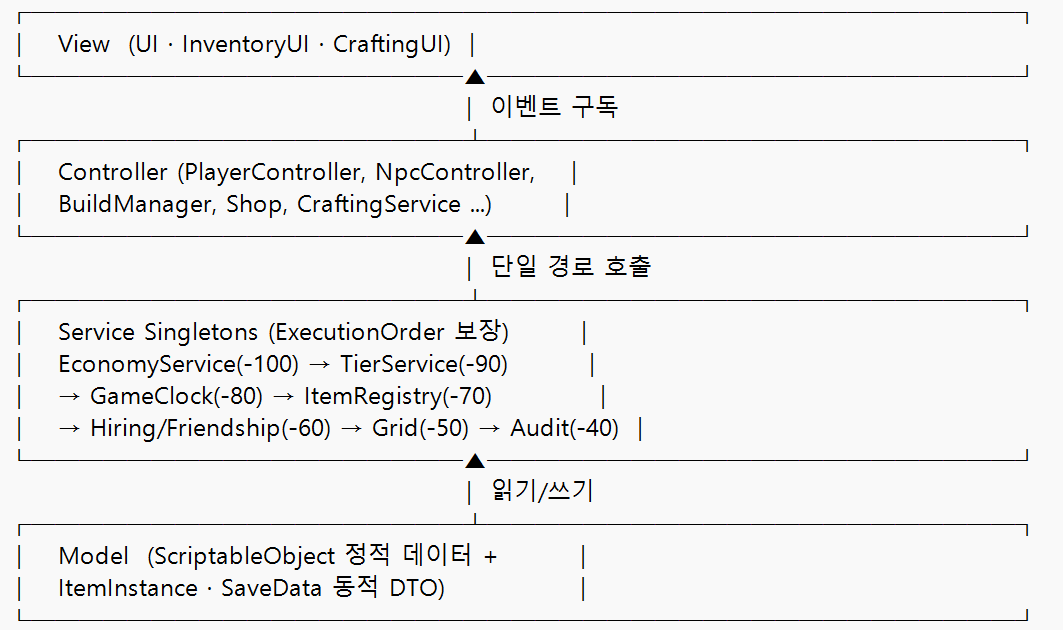 View (UI · InventoryUI · CraftingUI)
이벤트 구독
Controller (PlayerController, NpcController,
BuildManager, Shop, CraftingService ...)
단일 경로 호출
Service Singletons (ExecutionOrder 보장)
EconomyService(-100) → TierService(-90)
→ GameClock(-80) → ItemRegistry(-70)
→ Hiring/Friendship(-60) → Grid(-50) → Audit(-40)
읽기/쓰기
Model (ScriptableObject 정적 데이터 +
ItemInstance · SaveData 동적 DTO)